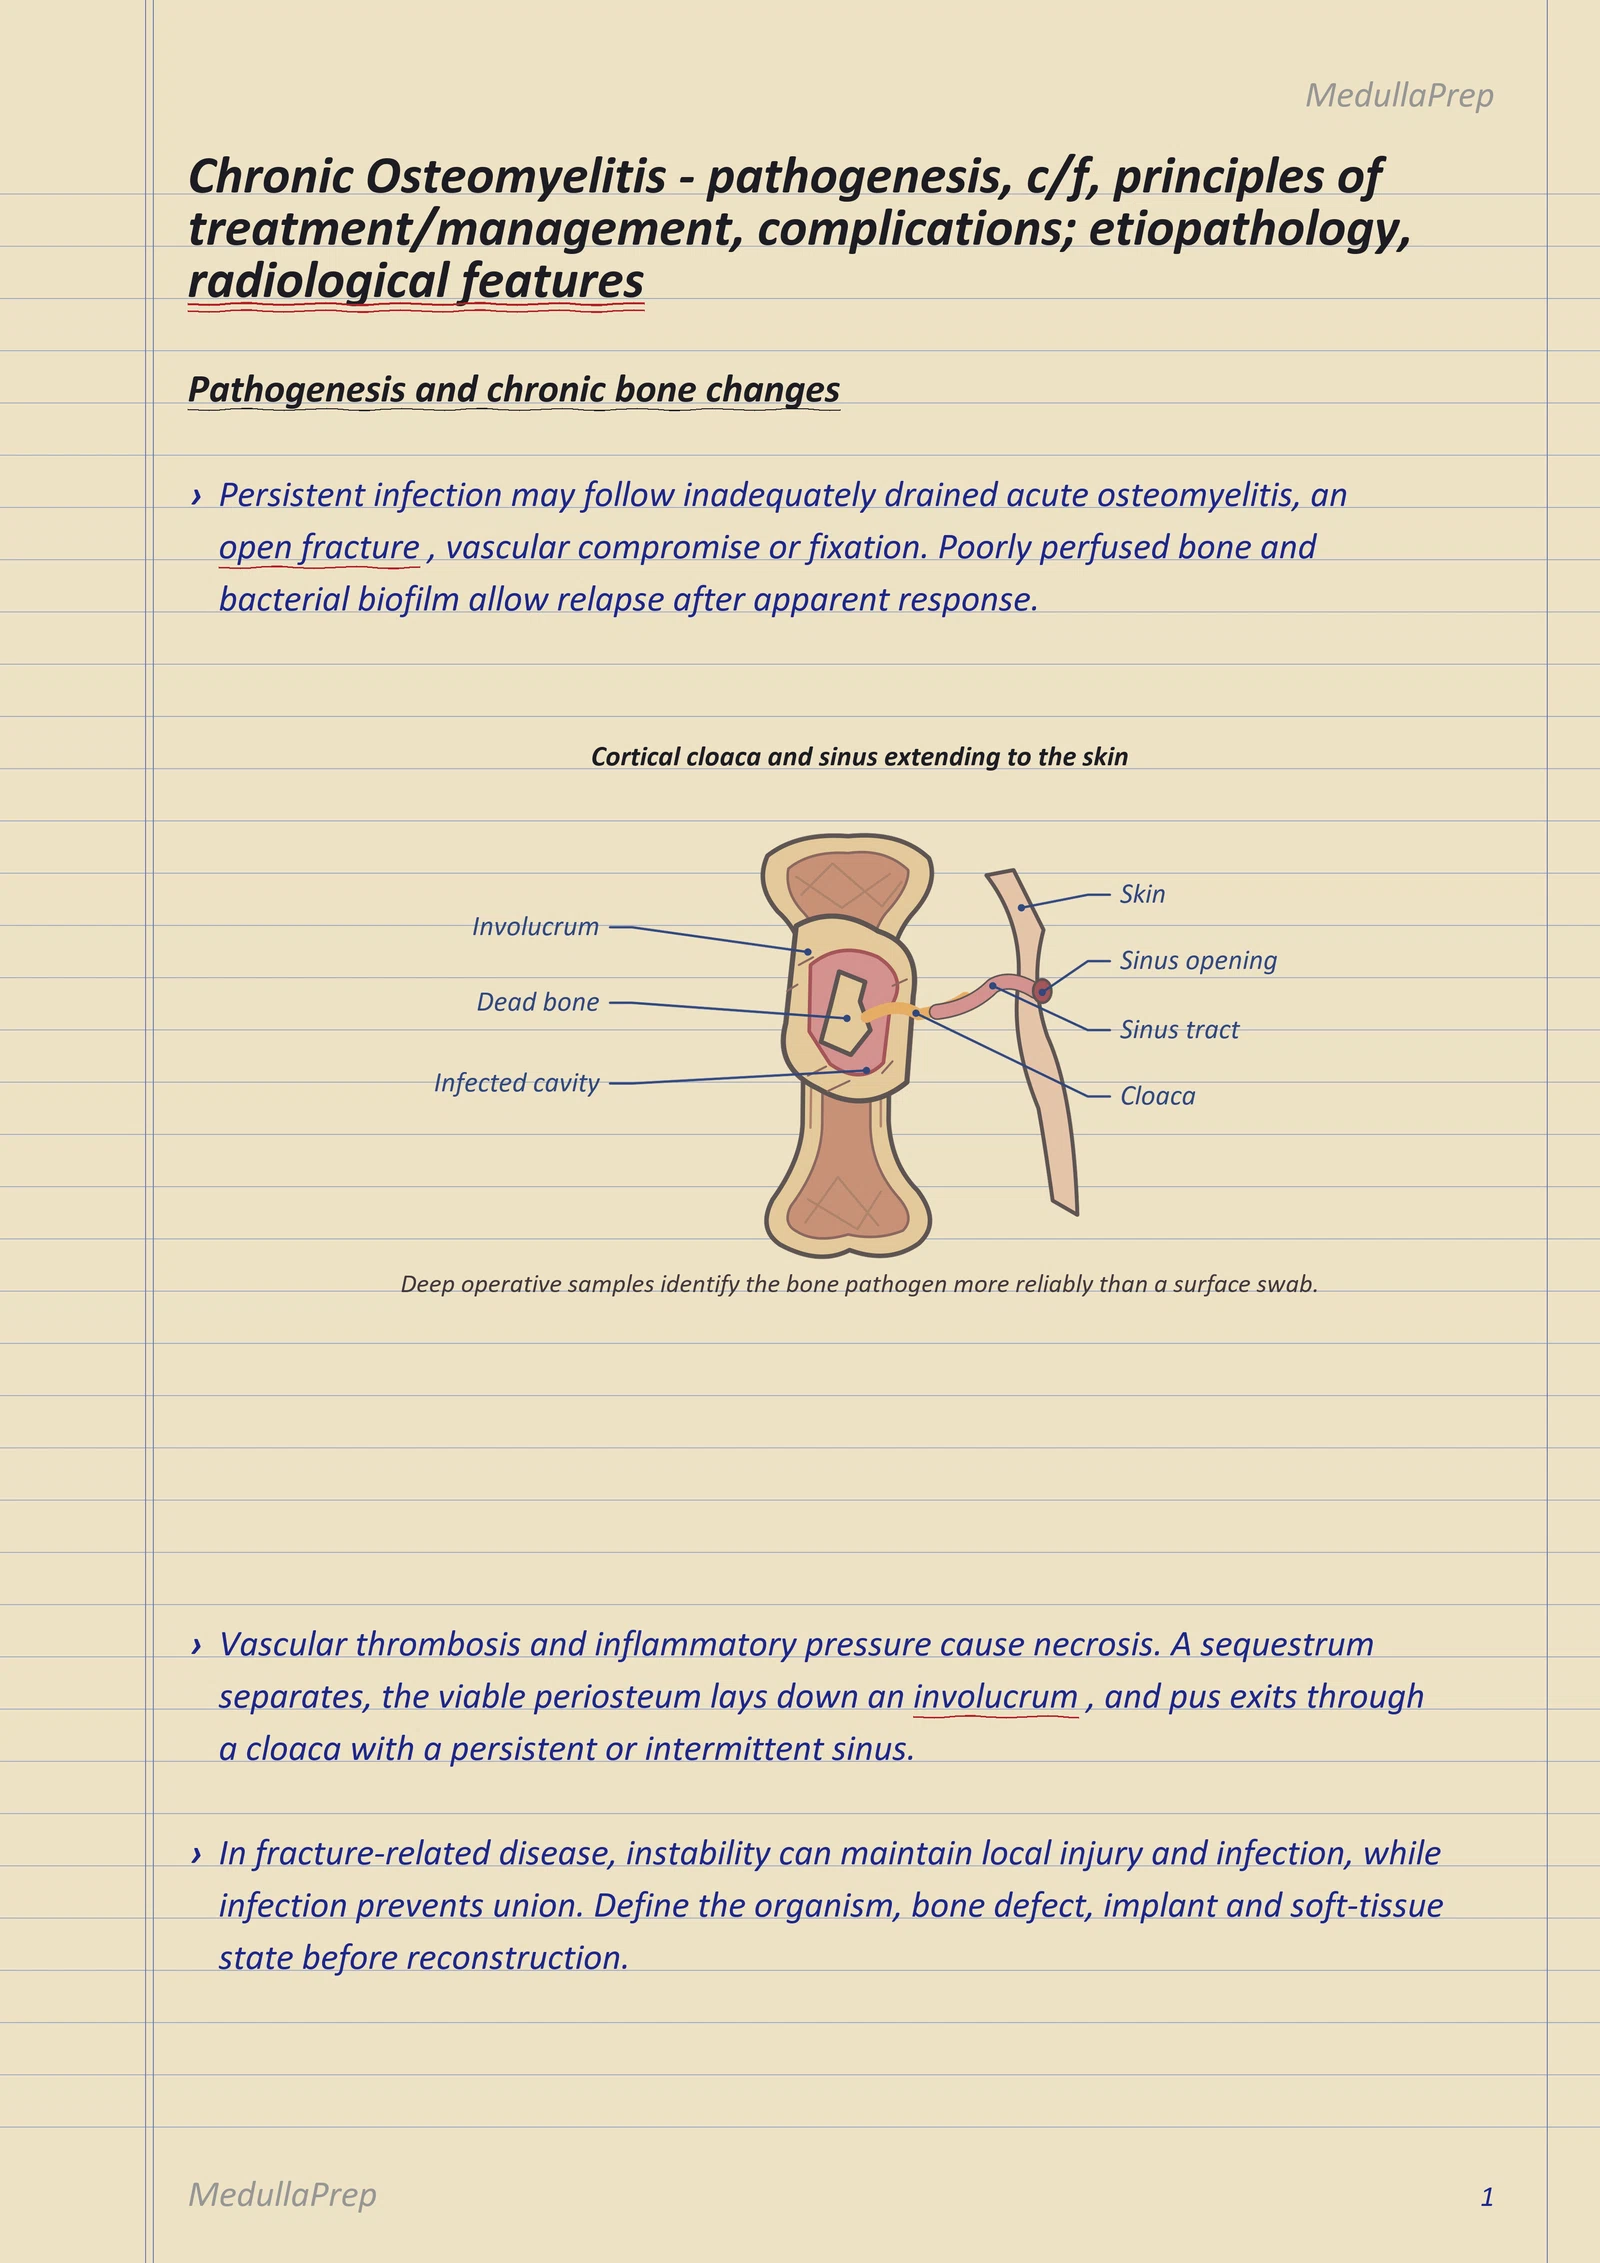 MedullaPrep
Chronic Osteomyelitis - pathogenesis, c/f, principles of
treatment/management, complications; etiopathology,
radiological features
Pathogenesis and chronic bone changes
› Persistent infection may follow inadequately drained acute osteomyelitis, an
open fracture , vascular compromise or fixation. Poorly perfused bone and
bacterial biofilm allow relapse after apparent response.
Cortical cloaca and sinus extending to the skin
Skin
Involucrum
Sinus opening
Dead bone
Sinus tract
Infected cavity
Cloaca
Deep operative samples identify the bone pathogen more reliably than a surface swab.
› Vascular thrombosis and inflammatory pressure cause necrosis. A sequestrum
separates, the viable periosteum lays down an involucrum , and pus exits through
a cloaca with a persistent or intermittent sinus.
› In fracture-related disease, instability can maintain local injury and infection, while
infection prevents union. Define the organism, bone defect, implant and soft-tissue
state before reconstruction.
MedullaPrep
1